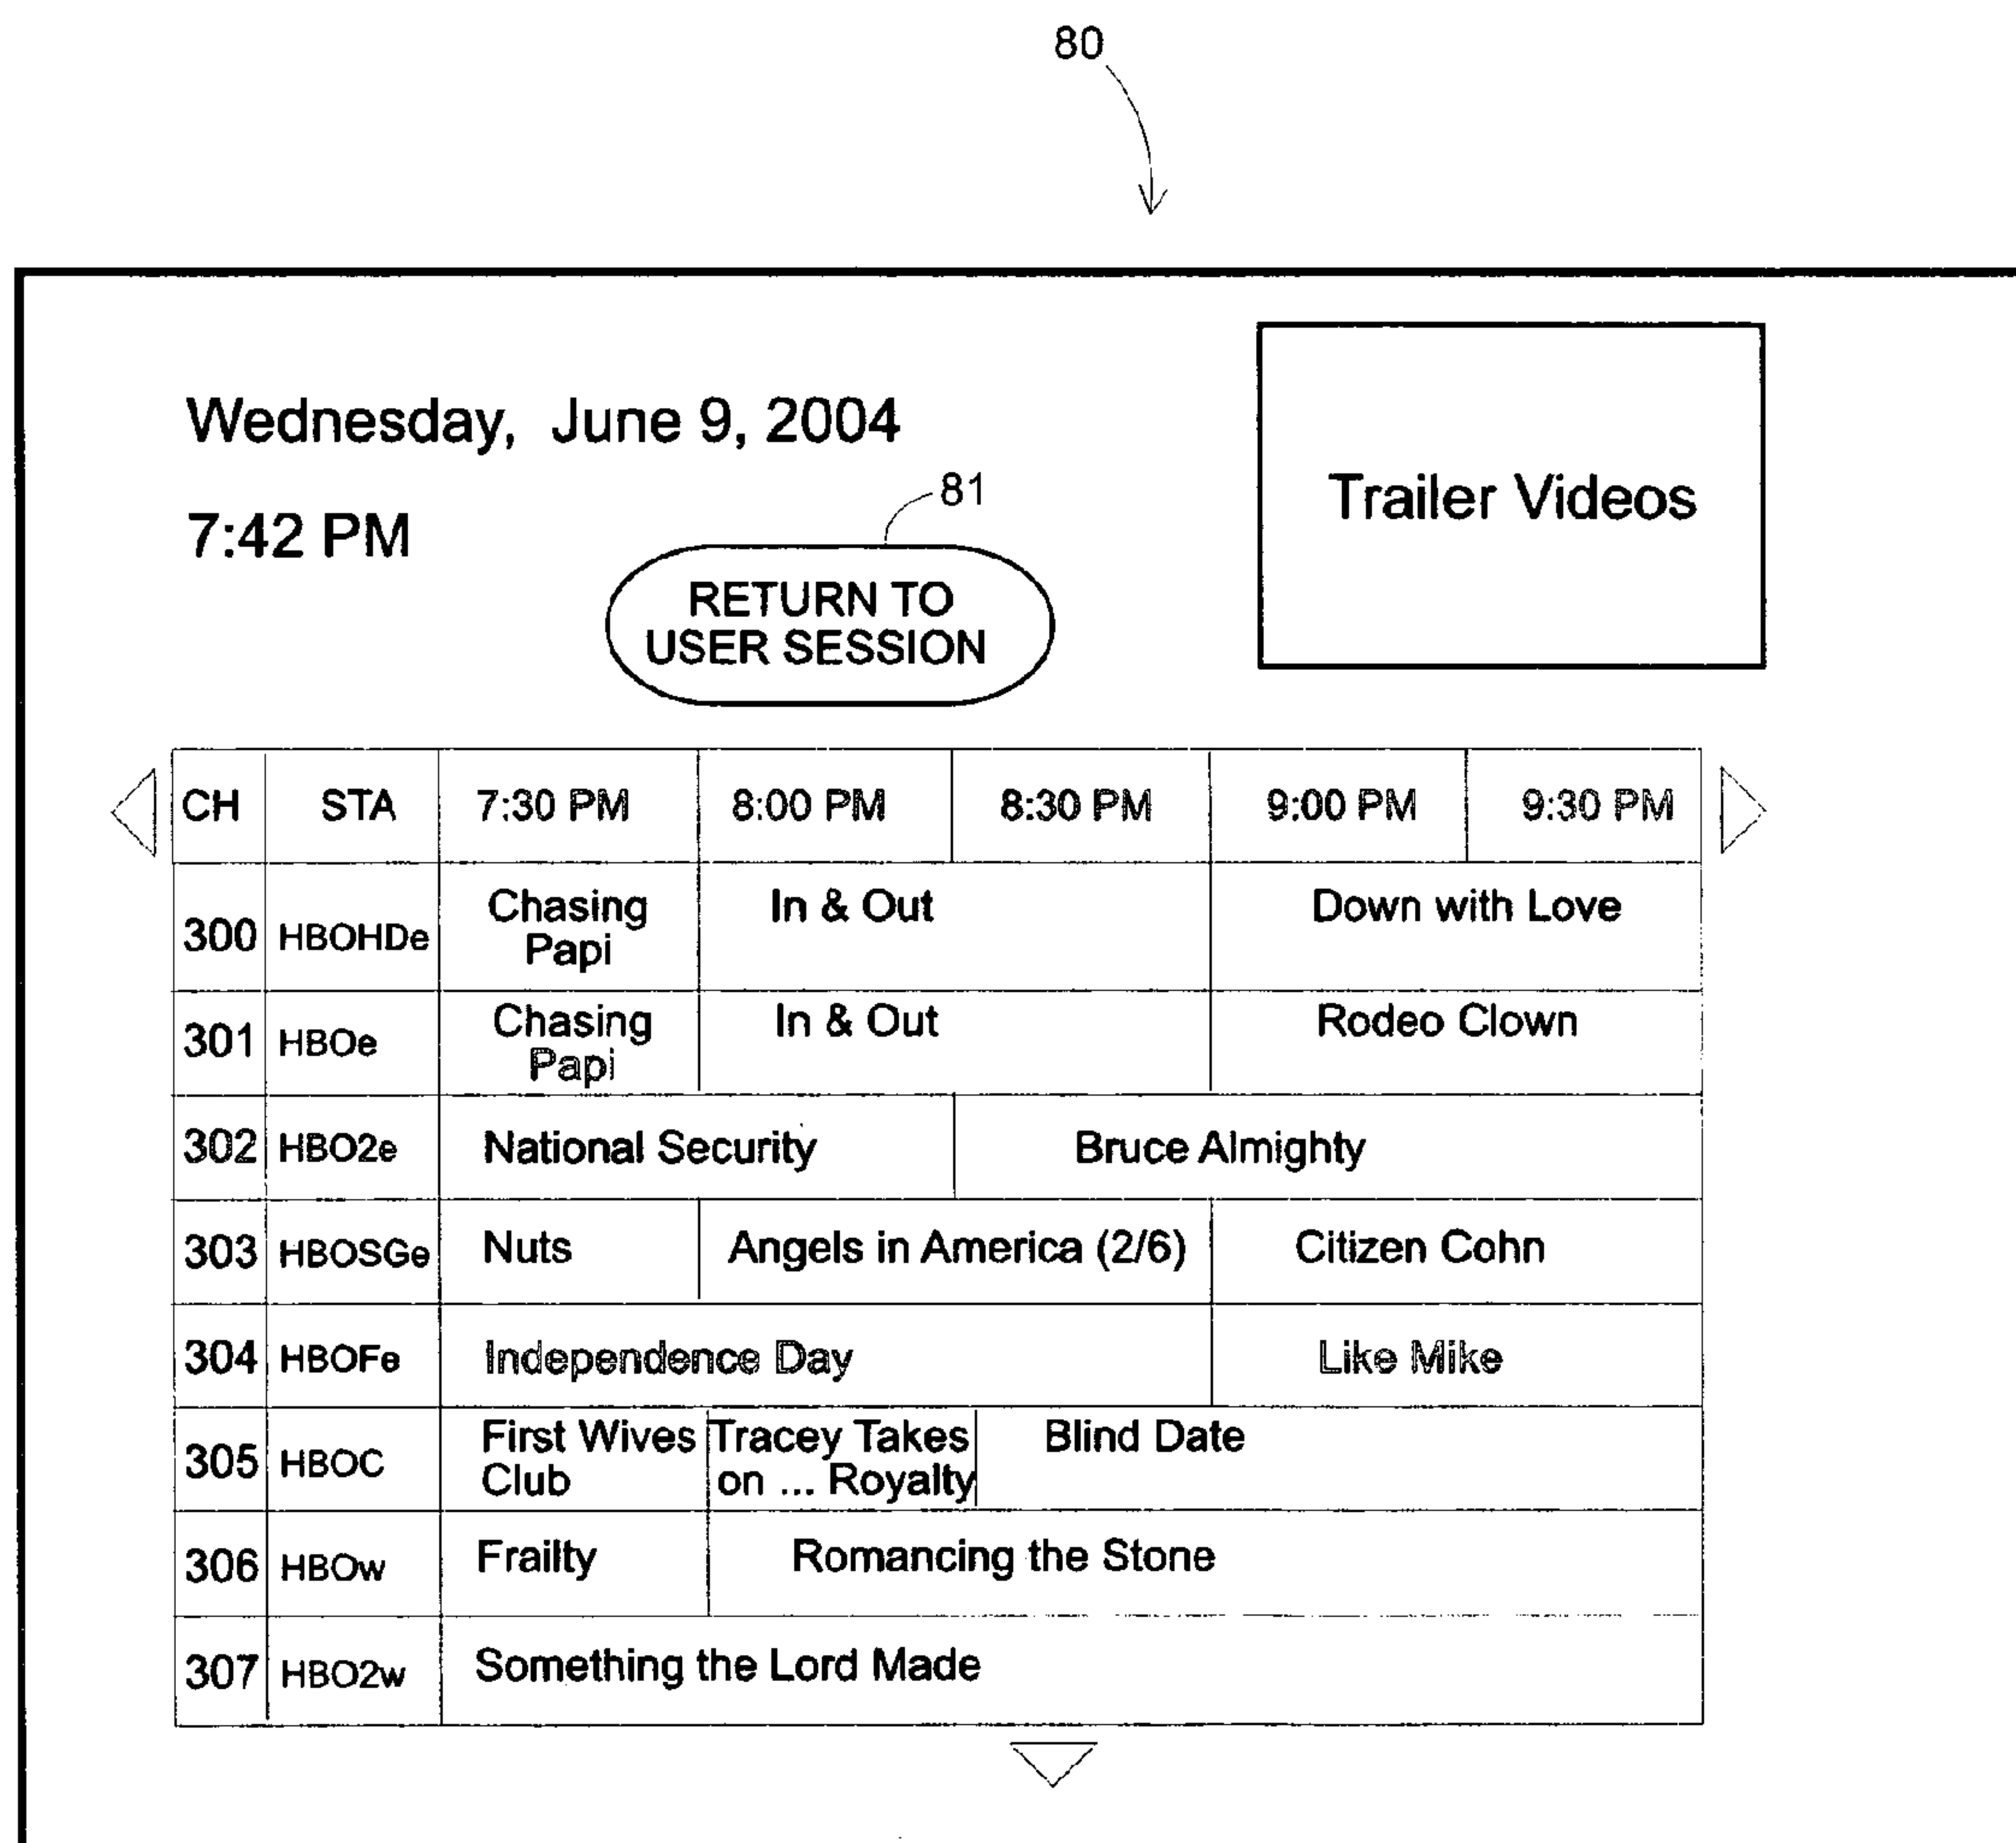 80
Wednesday, June 9, 2004
7:42 PM
81
RETURN TO
USER SESSION
Trailer Videos
CH STA 7:30 PM 8:00 PM 8:30 PM 9:00 PM 9:30 PM
300 HBOHDe Chasing Papi In & Out Down with Love
301 HBOe Chasing Papi In & Out Rodeo Clown
302 HBO2e National Security Bruce Almighty
303 HBOSGe Nuts Angels in America (2/6) Citizen Cohn
304 HBOFe Independence Day Like Mike
305 HBOC First Wives Club Tracey Takes on ... Royalty Blind Date
306 HBOw Frailty Romancing the Stone
307 HBO2w Something the Lord Made